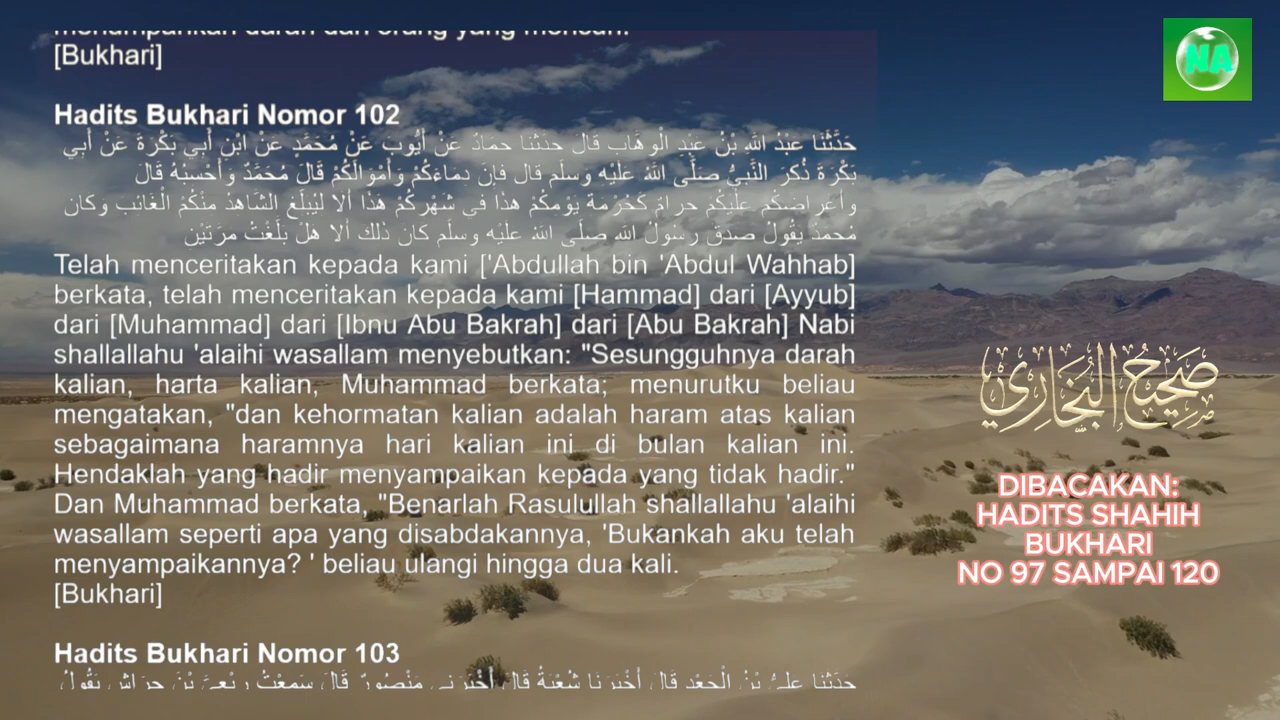 [Bukhari]
Hadits Bukhari Nomor 102
حَدَّثَنَا عَبْدُ اللَّهِ بْنُ عَبْدِ الْوَهَّابِ قَالَ حَدَّثَنَا حَمَّادٌ عَنْ أَيُّوبَ عَنْ مُحَمَّدٍ عَنْ ابْنِ أَبِي بَكْرَةَ عَنْ أَبِي
بَكْرَةَ ذُكِرَ النَّبِيُّ صَلَّى اللَّهُ عَلَيْهِ وَسَلَّمَ قَالَ فَإِنَّ دِمَاءَكُمْ وَأَمْوَالَكُمْ قَالَ مُحَمَّدٌ وَأَحْسِبُهُ قَالَ
وَأَعْرَاضَكُمْ عَلَيْكُمْ حَرَامٌ كَحُرْمَةِ يَوْمِكُمْ هَذَا فِي شَهْرِكُمْ هَذَا أَلَا لِيُبَلِّغَ الشَّاهِدُ مِنْكُمْ الْغَائِبَ وَكَانَ
مُحَمَّدٌ يَقُولُ صَدَقَ رَسُولُ اللَّهِ صَلَّى اللَّهُ عَلَيْهِ وَسَلَّمَ كَانَ ذَلِكَ أَلَا هَلْ بَلَّغْتُ مَرَّتَيْنِ
Telah menceritakan kepada kami ['Abdullah bin 'Abdul Wahhab]
berkata, telah menceritakan kepada kami [Hammad] dari [Ayyub]
dari [Muhammad] dari [Ibnu Abu Bakrah] dari [Abu Bakrah] Nabi
shallallahu 'alaihi wasallam menyebutkan: "Sesungguhnya darah
kalian, harta kalian, Muhammad berkata; menurutku beliau
mengatakan, "dan kehormatan kalian adalah haram atas kalian
sebagaimana haramnya hari kalian ini di bulan kalian ini.
Hendaklah yang hadir menyampaikan kepada yang tidak hadir."
Dan Muhammad berkata, "Benarlah Rasulullah shallallahu 'alaihi
wasallam seperti apa yang disabdakannya, 'Bukankah aku telah
menyampaikannya? ' beliau ulangi hingga dua kali.
[Bukhari]
Hadits Bukhari Nomor 103
حَدَّثَنَا عَلِيُّ بْنُ الْجَعْدِ قَالَ أَخْبَرَنَا شُعْبَةُ قَالَ أَخْبَرَنِي مَنْصُورٌ قَالَ سَمِعْتُ رِبْعِيَّ بْنَ حِرَاشٍ يَقُولُ
NA
صَحِيحُ الْبُخَارِيِّ
DIBACAKAN:
HADITS SHAHIH
BUKHARI
NO 97 SAMPAI 120